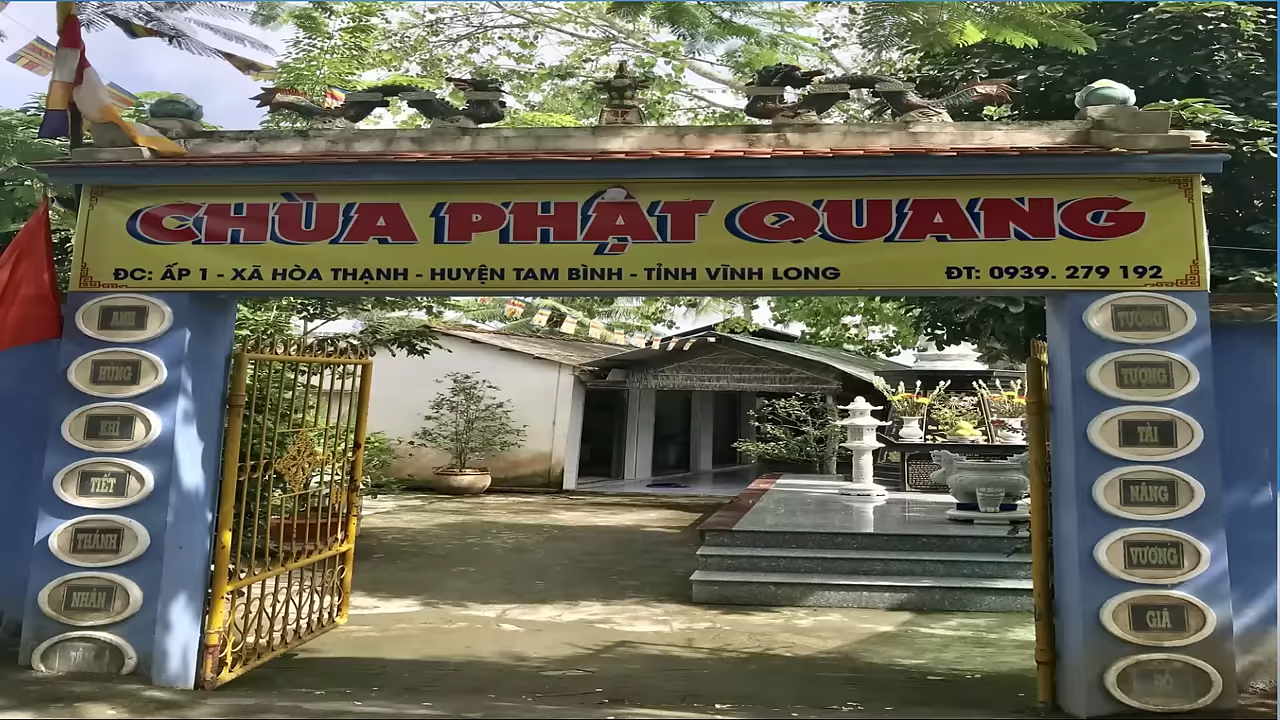 CHÙA PHẬT QUANG
ĐC: ẤP 1 - XÃ HÒA THẠNH - HUYỆN TAM BÌNH - TỈNH VĨNH LONG
ĐT: 0939. 279 192
ANH
HÙNG
KHÍ
TIẾT
THÁNH
NHÂN
TƯỚNG
TƯỢNG
TÀI
NĂNG
VƯƠNG
GIẢ